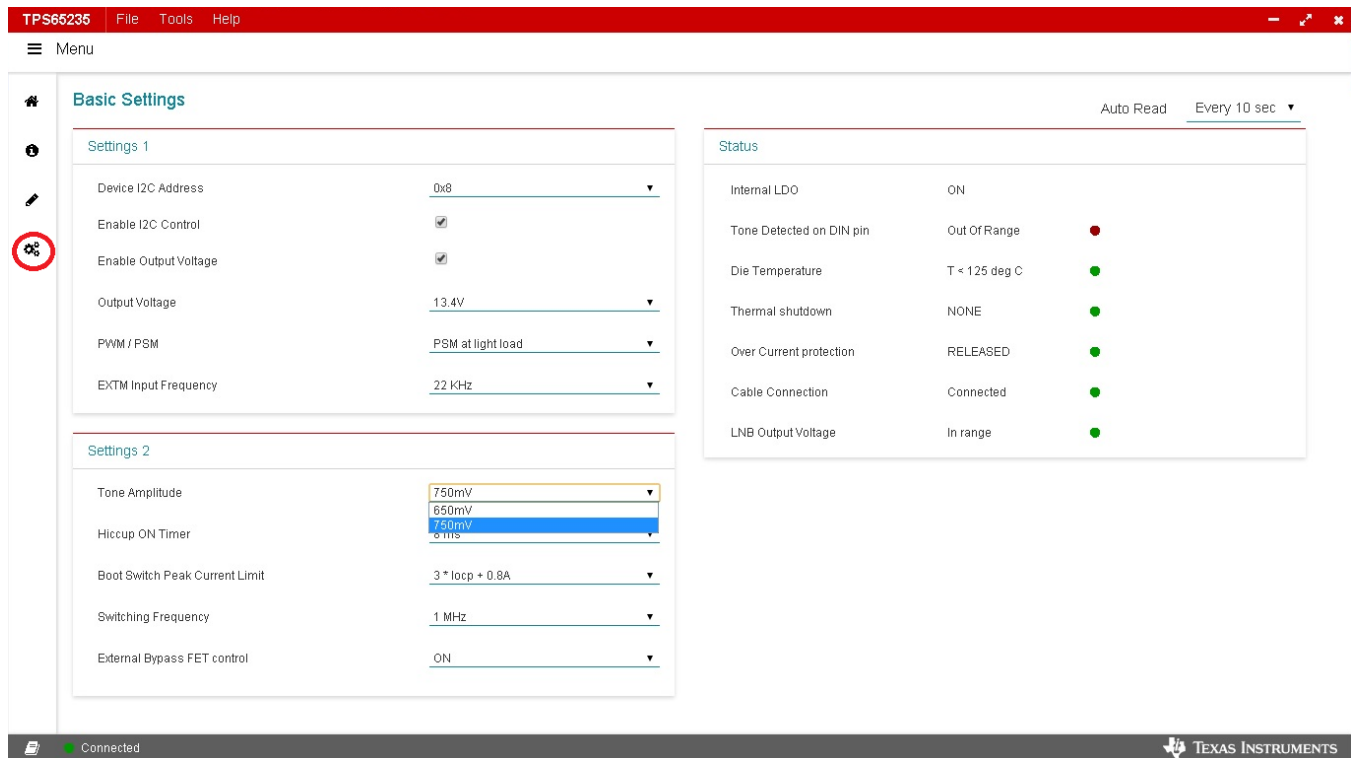 TPS65235 File Tools Help
Menu
Basic Settings
Auto Read Every 10 sec
Settings 1
Device I2C Address 0x8
Enable I2C Control
Enable Output Voltage
Output Voltage 13.4V
PWM / PSM PSM at light load
EXTM Input Frequency 22 KHz
Settings 2
Tone Amplitude 750mV
650mV
750mV
Hiccup ON Timer 8 ms
Boot Switch Peak Current Limit 3 * Iocp + 0.8A
Switching Frequency 1 MHz
External Bypass FET control ON
Status
Internal LDO ON
Tone Detected on DIN pin Out Of Range
Die Temperature T < 125 deg C
Thermal shutdown NONE
Over Current protection RELEASED
Cable Connection Connected
LNB Output Voltage In range
Connected
TEXAS INSTRUMENTS